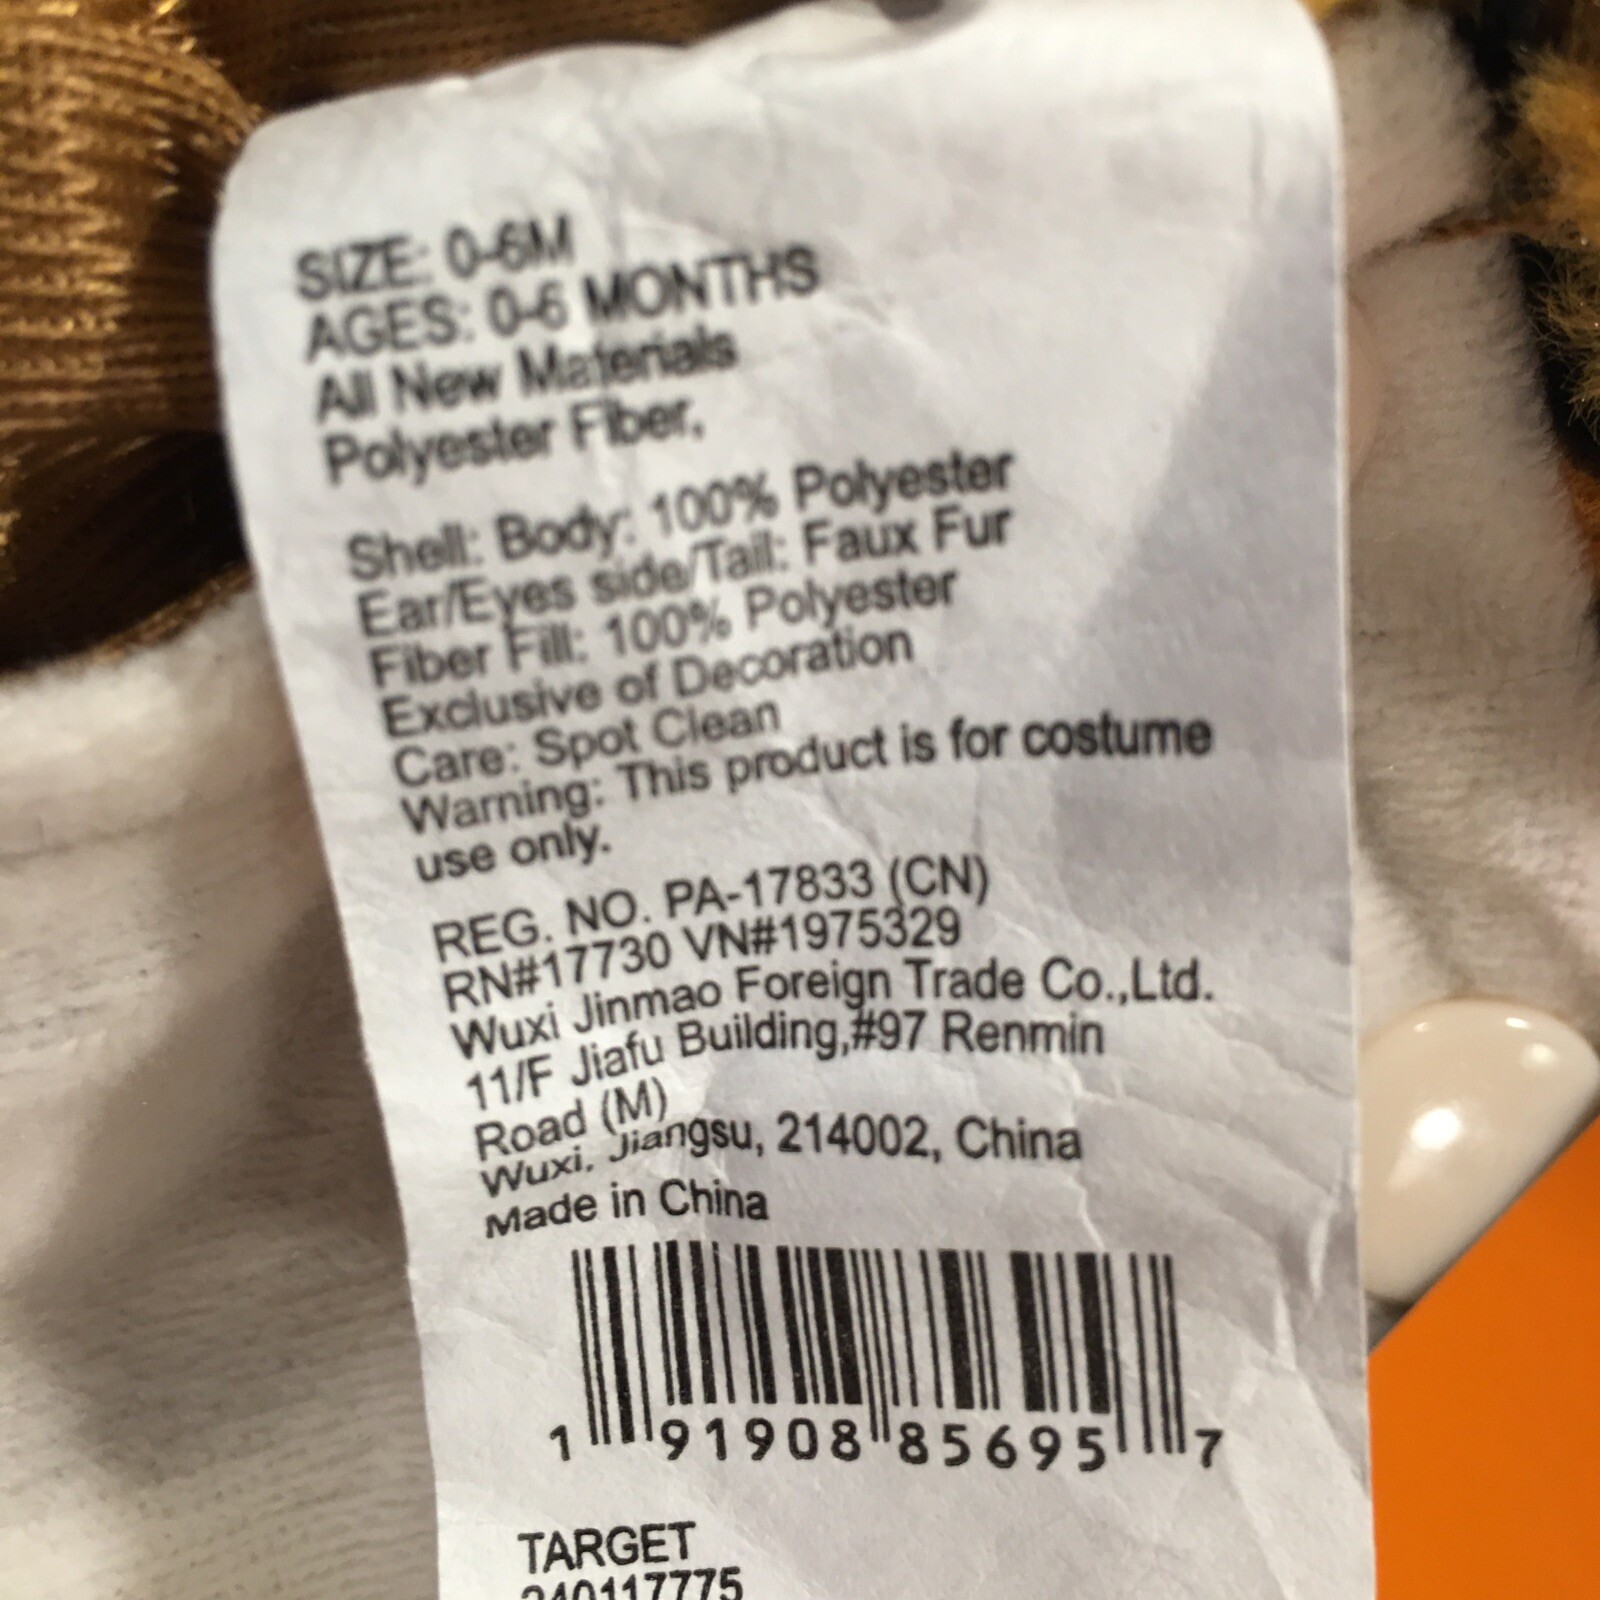 SIZE: 0-6M
AGES: 0-6 MONTHS
All New Materials
Polyester Fiber,
Shell: Body: 100% Polyester
Ear/Eyes side/Tail: Faux Fur
Fiber Fill: 100% Polyester
Exclusive of Decoration
Care: Spot Clean
Warning: This product is for costume
use only.
REG. NO. PA-17833 (CN)
RN#17730 VN#1975329
Wuxi Jinmao Foreign Trade Co.,Ltd.
11/F Jiafu Building,#97 Renmin
Road (M)
Wuxi, Jiangsu, 214002, China
Made in China
1 91908 85695 7
TARGET
240117775